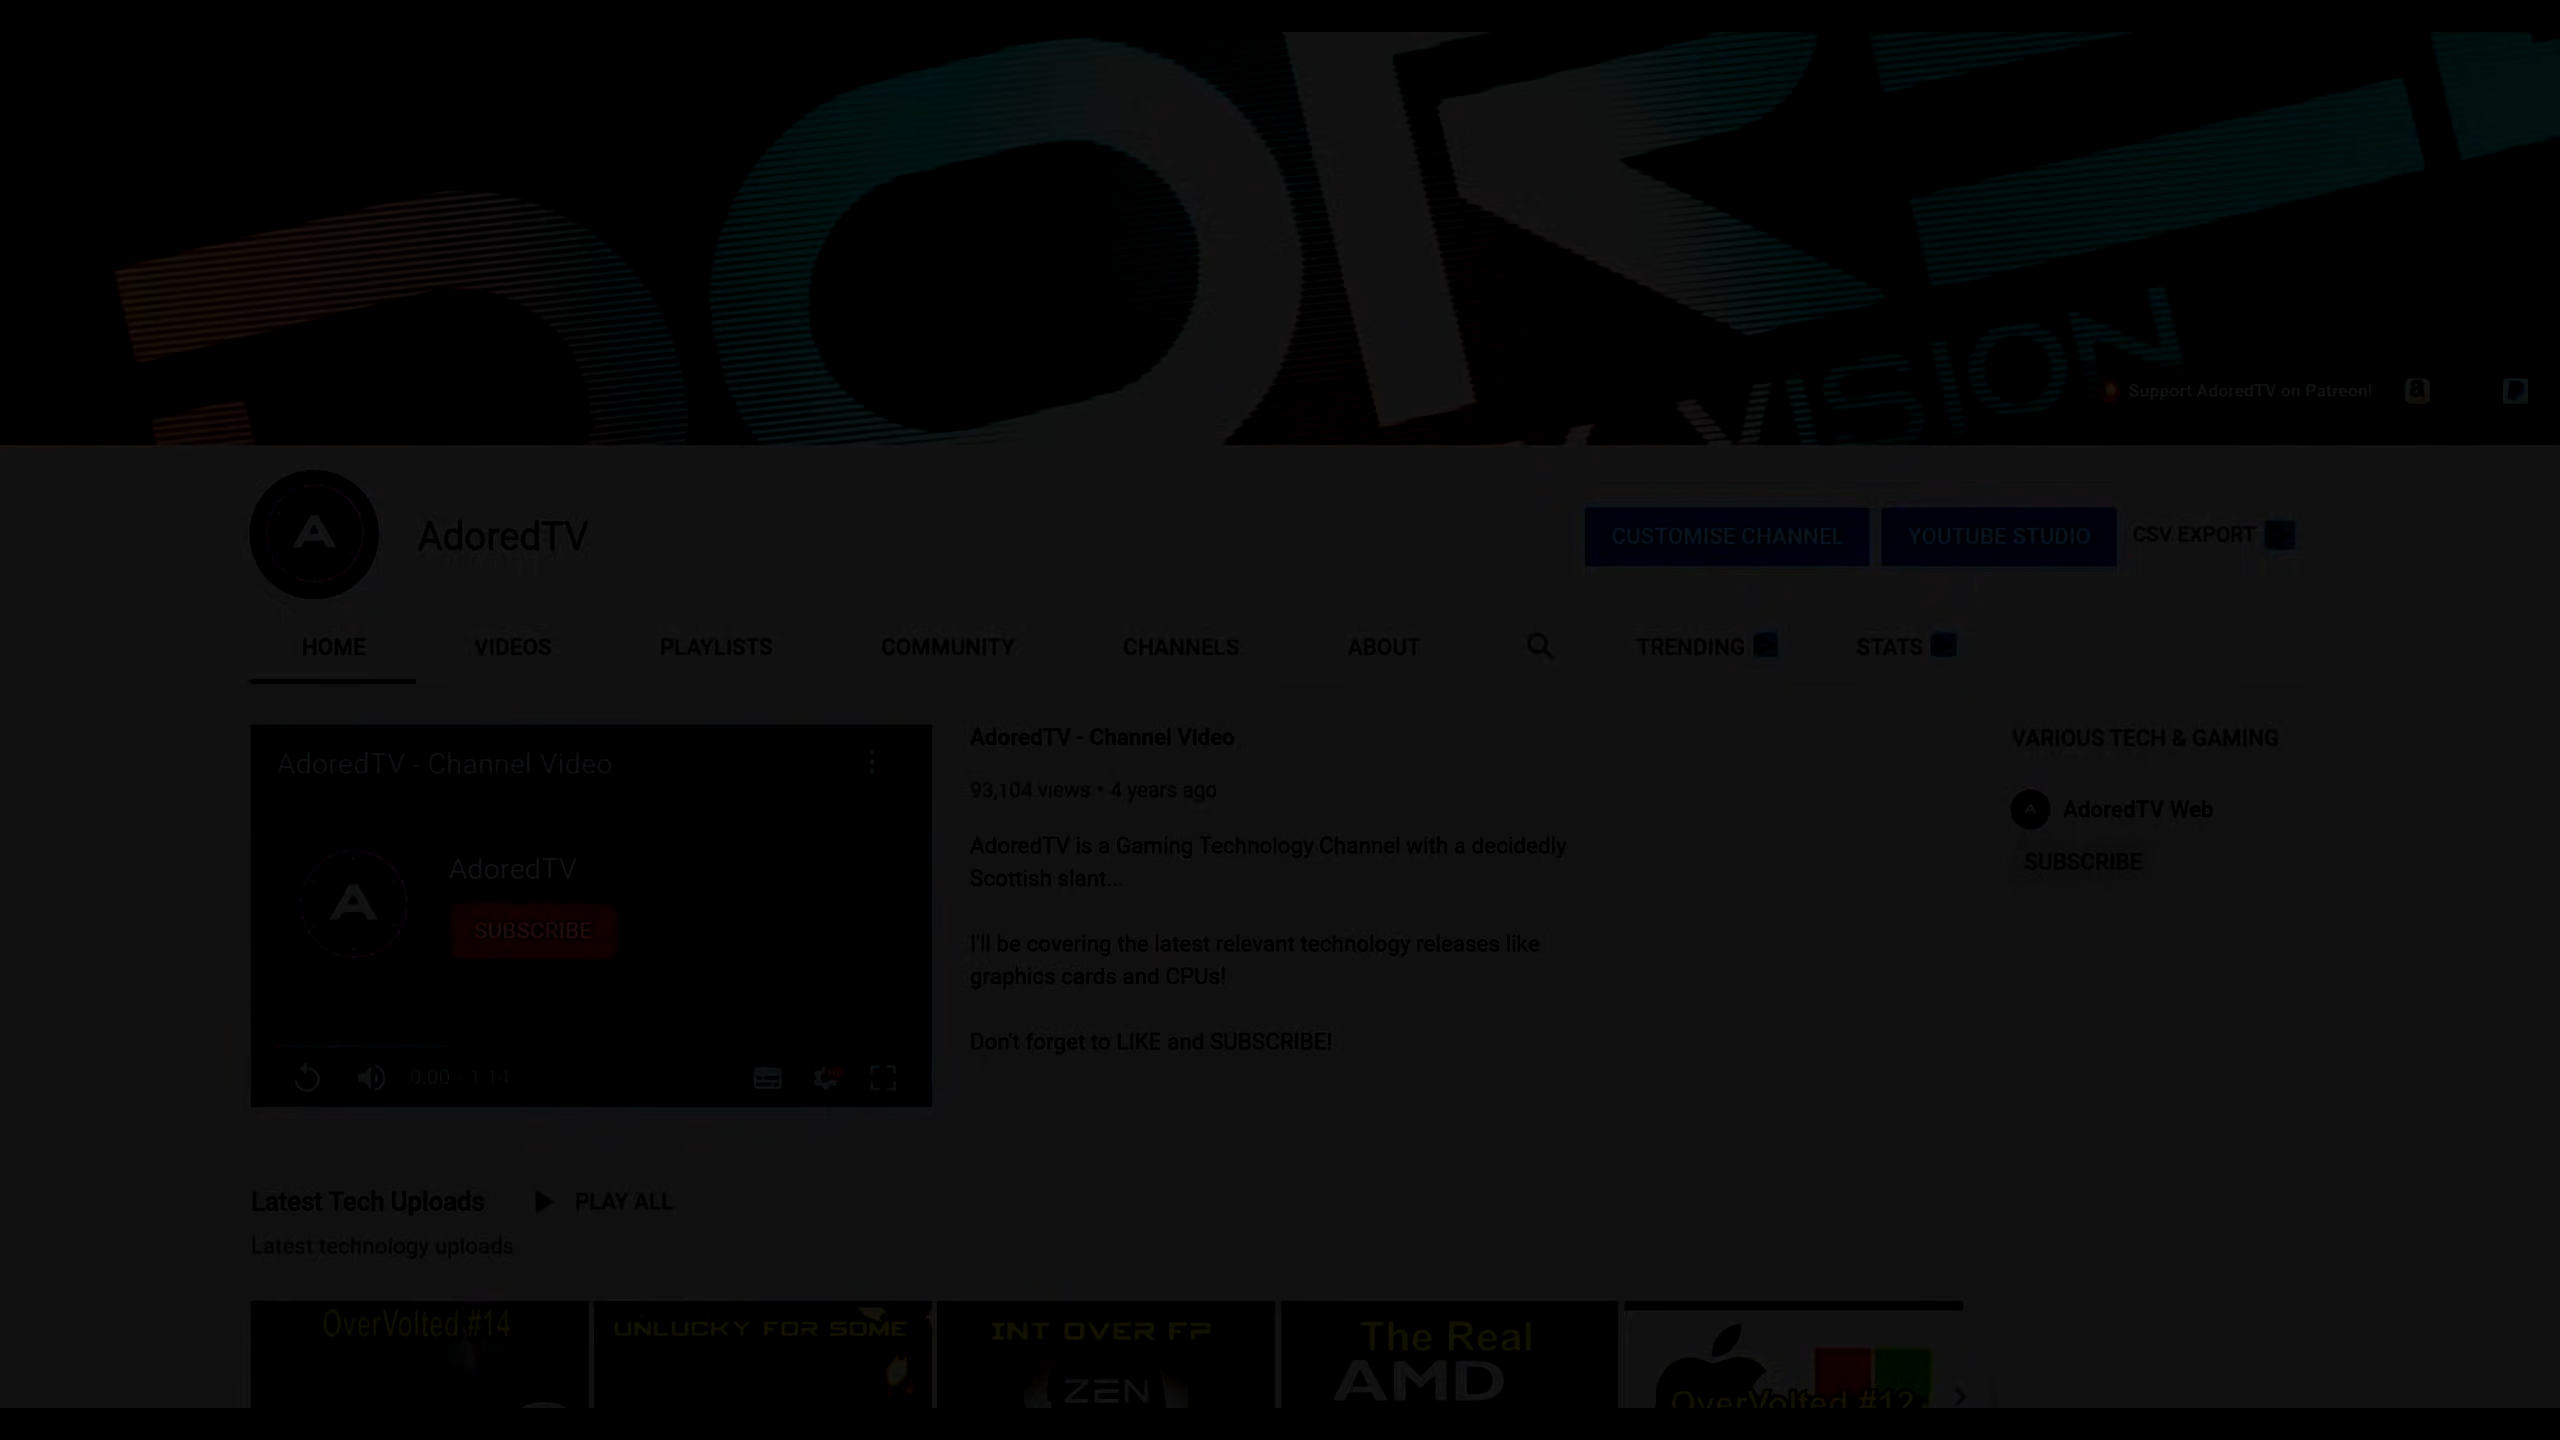 VISION
Support AdoredTV on Patreon!
A
AdoredTV
CUSTOMISE CHANNEL
YOUTUBE STUDIO
CSV EXPORT
HOME
VIDEOS
PLAYLISTS
COMMUNITY
CHANNELS
ABOUT
TRENDING
STATS
AdoredTV - Channel Video
A
AdoredTV
SUBSCRIBE
0:00 / 1:14
AdoredTV - Channel Video
93,104 views • 4 years ago
AdoredTV is a Gaming Technology Channel with a decidedly
Scottish slant...
I'll be covering the latest relevant technology releases like
graphics cards and CPUs!
Don't forget to LIKE and SUBSCRIBE!
VARIOUS TECH & GAMING
A
AdoredTV Web
SUBSCRIBE
Latest Tech Uploads
PLAY ALL
Latest technology uploads
OverVolted #14
UNLUCKY FOR SOME
INT OVER FP
ZEN
The Real
AMD
OverVolted #12